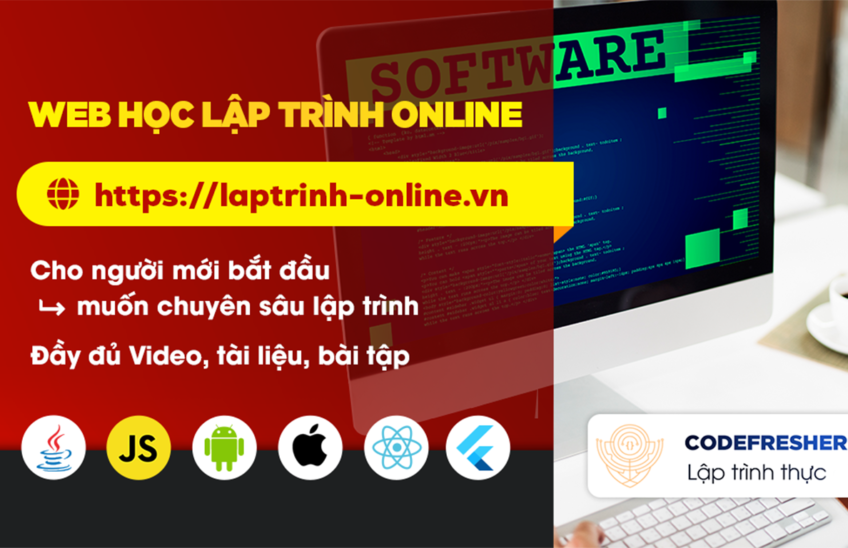 SOFTWARE
WEB HỌC LẬP TRÌNH ONLINE
https://laptrinh-online.vn
Cho người mới bắt đầu
↪ muốn chuyên sâu lập trình
Đầy đủ Video, tài liệu, bài tập
JS
CODEFRESHER
Lập trình thực